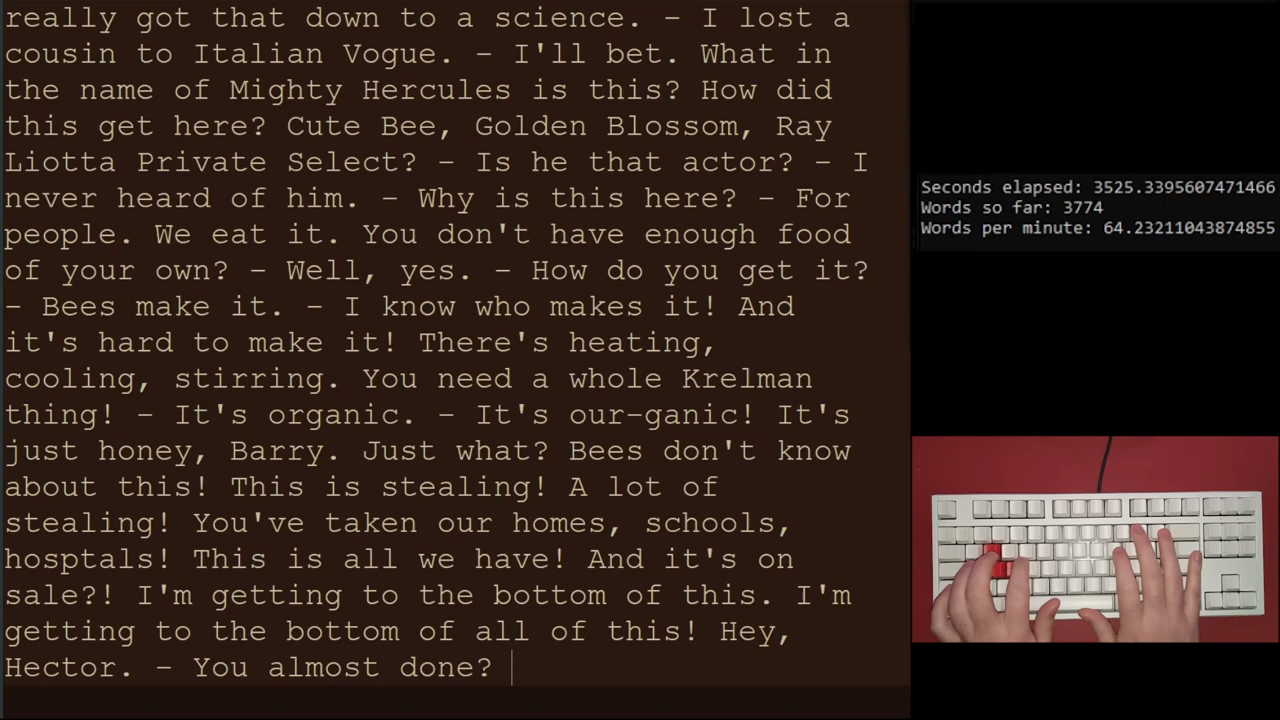 really got that down to a science. - I lost a
cousin to Italian Vogue. - I'll bet. What in
the name of Mighty Hercules is this? How did
this get here? Cute Bee, Golden Blossom, Ray
Liotta Private Select? - Is he that actor? - I
never heard of him. - Why is this here? - For
people. We eat it. You don't have enough food
of your own? - Well, yes. - How do you get it?
- Bees make it. - I know who makes it! And
it's hard to make it! There's heating,
cooling, stirring. You need a whole Krelman
thing! - It's organic. - It's our-ganic! It's
just honey, Barry. Just what? Bees don't know
about this! This is stealing! A lot of
stealing! You've taken our homes, schools,
hosptals! This is all we have! And it's on
sale?! I'm getting to the bottom of this. I'm
getting to the bottom of all of this! Hey,
Hector. - You almost done?
Seconds elapsed: 3525.3395607471466
Words so far: 3774
Words per minute: 64.23211043874855